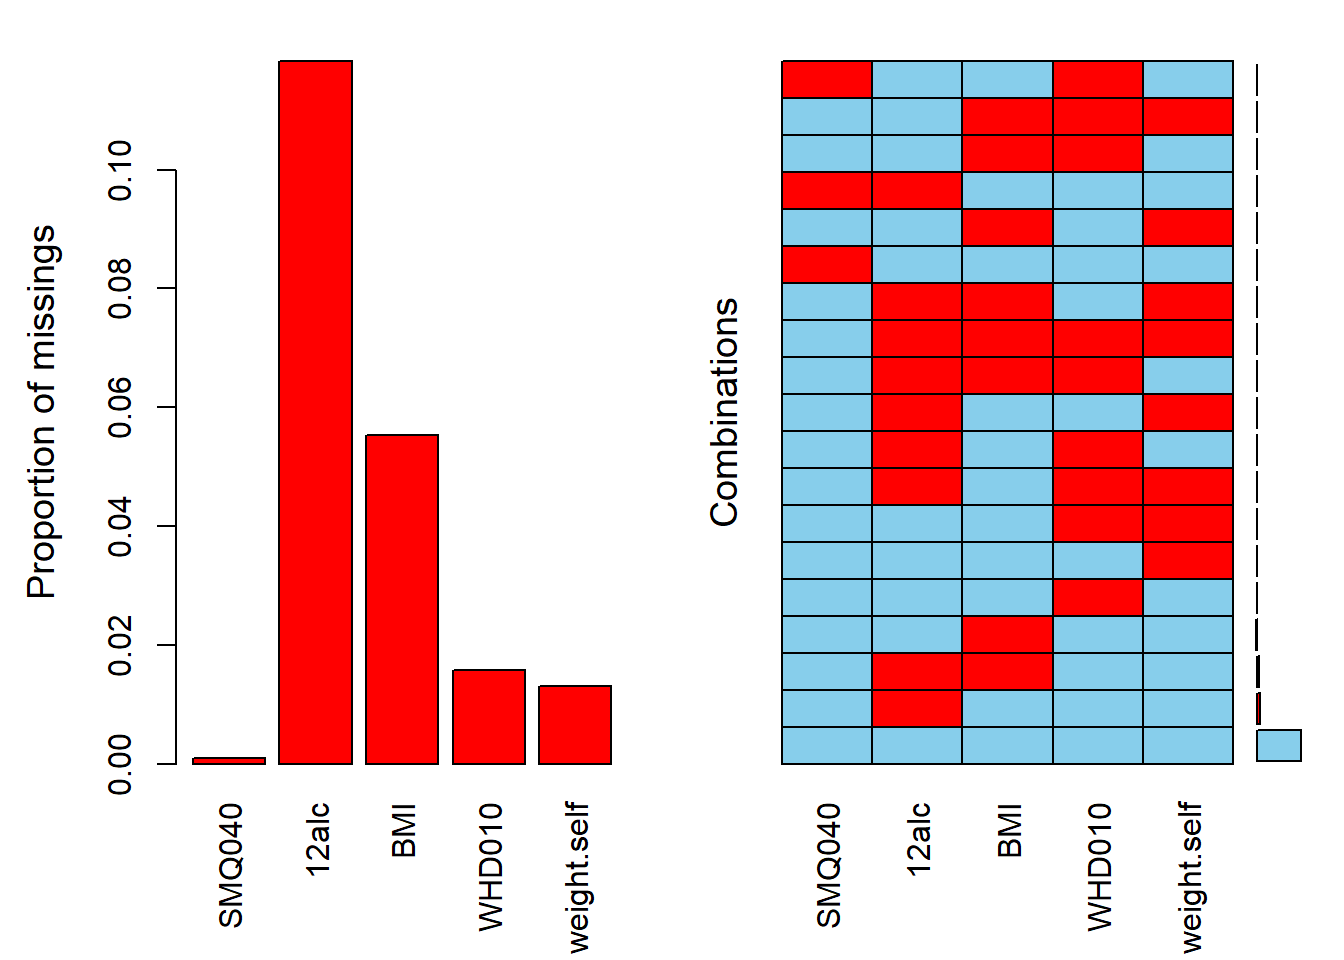 Proportion of missings
0.10
0.08
0.06
0.04
0.02
0.00
SMQ040
12alc
BMI
WHD010
weight.self
Combinations
SMQ040
12alc
BMI
WHD010
weight.self